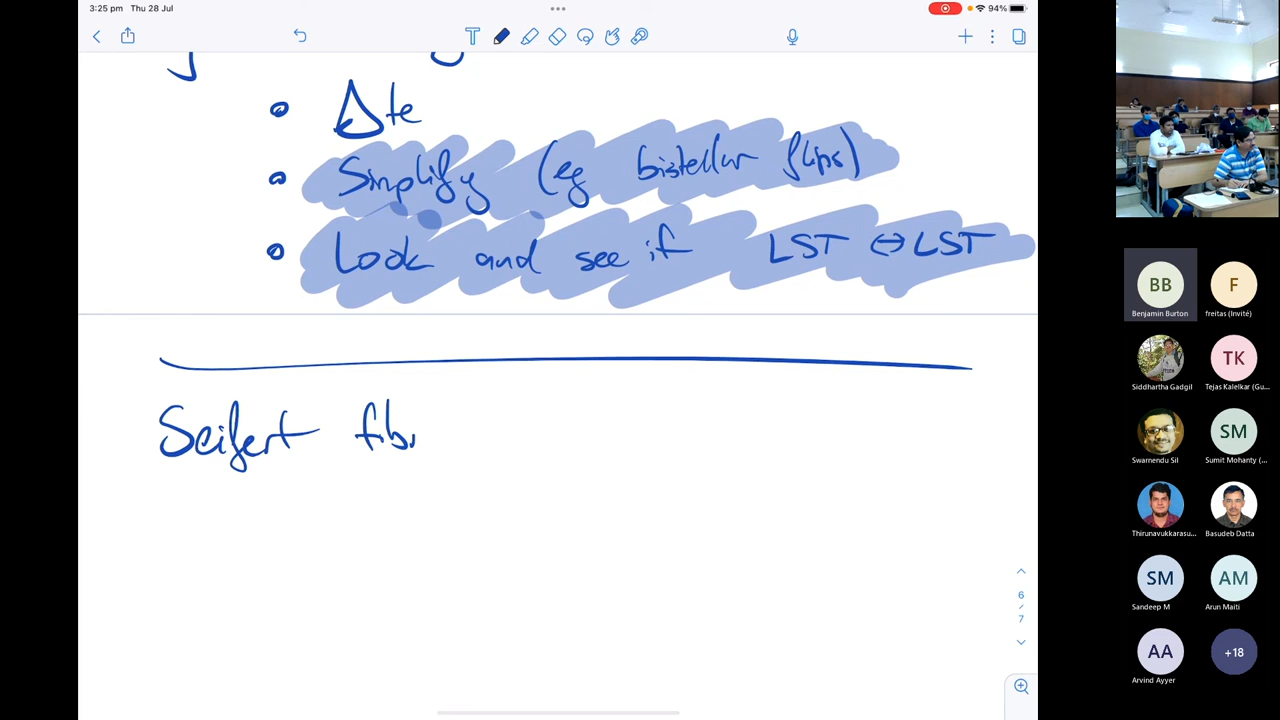 3:25 pm Thu 28 Jul
94%
• Δte
• Simplify (eg bistellar flips)
• Look and see if LST ↔ LST
Seifert fib
6
/
7
BB
Benjamin Burton
F
freitas (Invité)
Siddhartha Gadgil
TK
Tejas Kalelkar (Gu...
Swarnendu Sil
SM
Sumit Mohanty (...
Thirunavukkarasu...
Basudeb Datta
SM
Sandeep M
AM
Arun Maiti
AA
Arvind Ayyer
+18